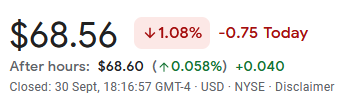 $68.56 ↓1.08% -0.75 Today
After hours: $68.60 (↑0.058%) +0.040
Closed: 30 Sept, 18:16:57 GMT-4 · USD · NYSE · Disclaimer